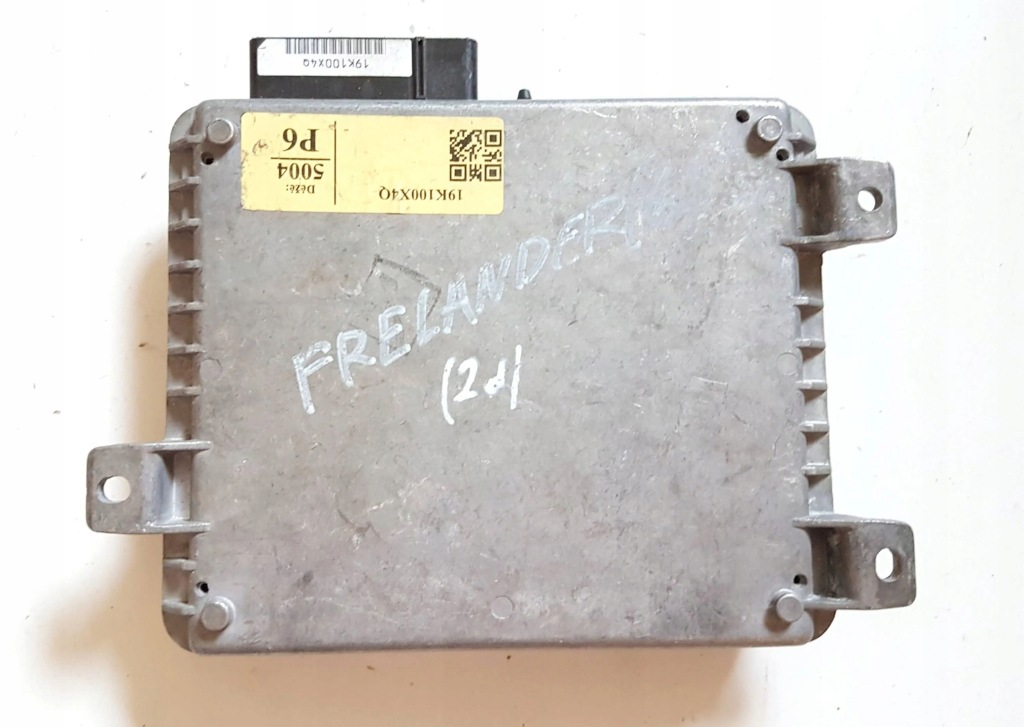 19K100X4Q
P6
5004
Dėžė:
19K100X4Q
FRELANDER
(2d)